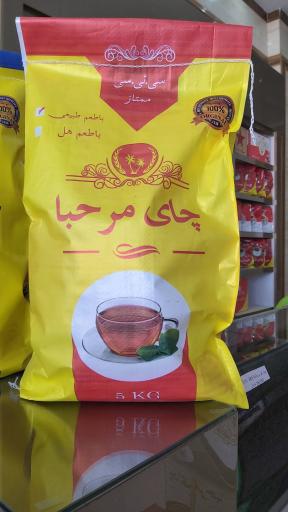 سی.تی.سی
ممتاز
باطعم طبیعی
باطعم هل
100%
چای مرحبا
5 KG